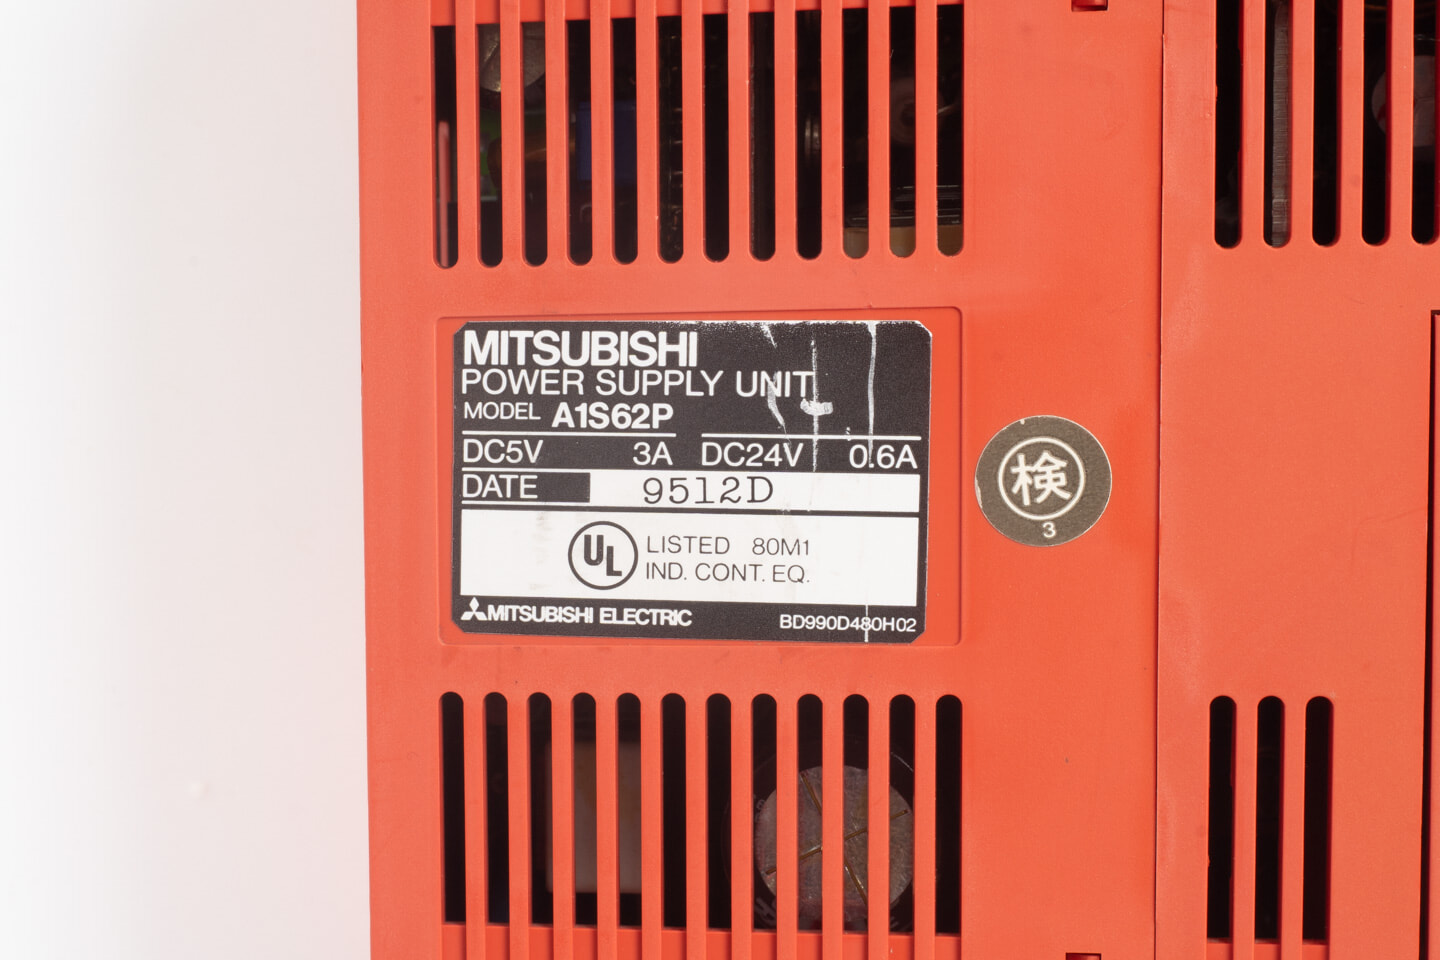 MITSUBISHI
POWER SUPPLY UNIT
MODEL A1S62P
DC5V 3A DC24V 0.6A
DATE 9512D
UL LISTED 80M1
IND. CONT. EQ.
MITSUBISHI ELECTRIC BD990D480H02
検
3